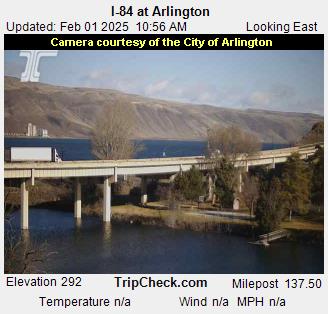 I-84 at Arlington
Updated: Feb 01 2025 10:56 AM Looking East
Camera courtesy of the City of Arlington
Elevation 292 TripCheck.com Milepost 137.50
Temperature n/a Wind n/a MPH n/a